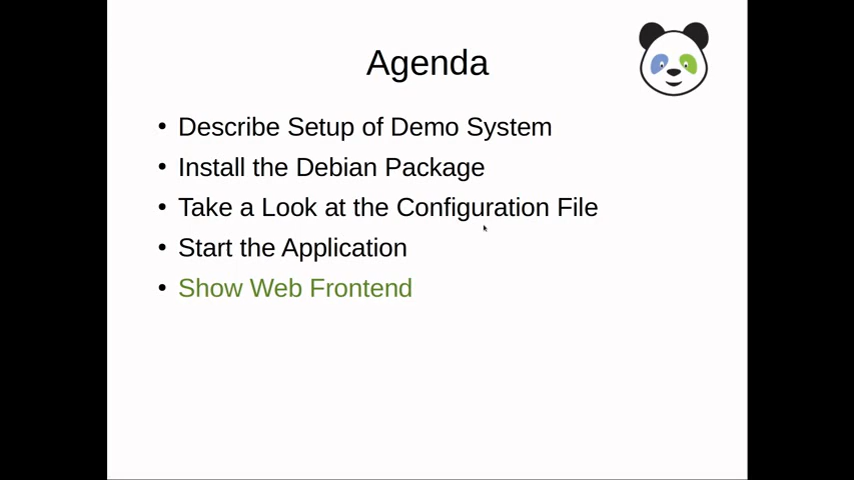 Agenda
• Describe Setup of Demo System
• Install the Debian Package
• Take a Look at the Configuration File
• Start the Application
• Show Web Frontend